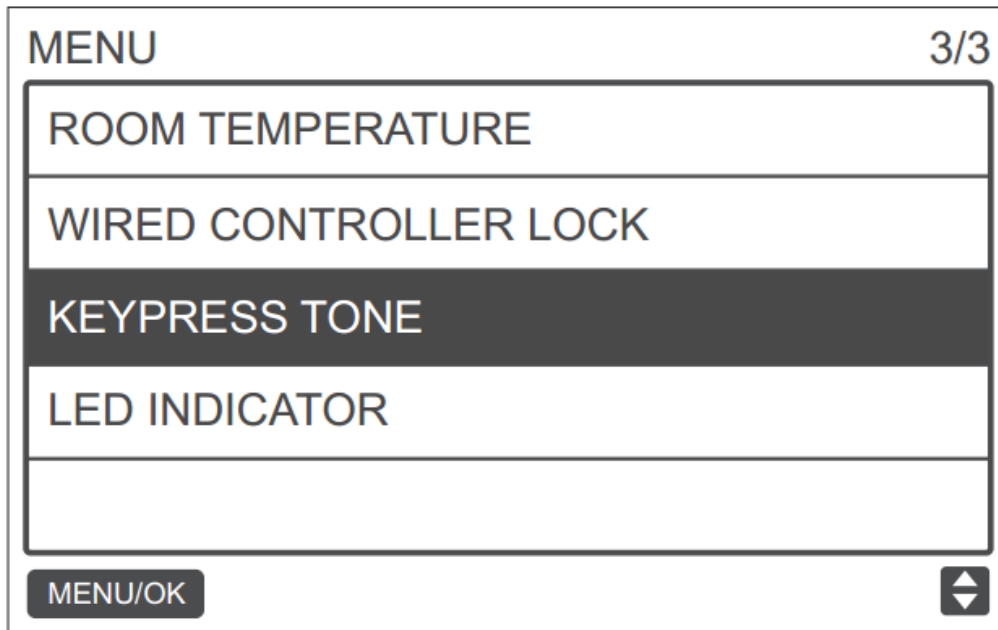 MENU 3/3
ROOM TEMPERATURE
WIRED CONTROLLER LOCK
KEYPRESS TONE
LED INDICATOR
MENU/OK